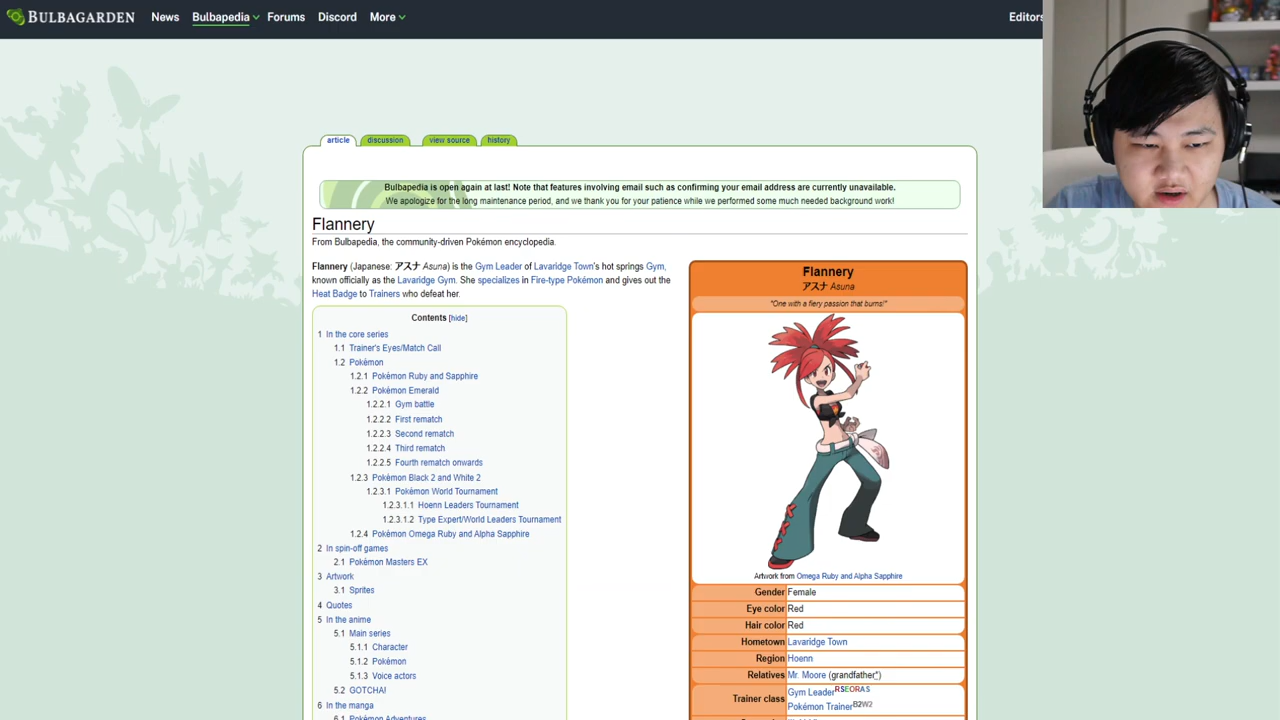 BULBAGARDEN News Bulbapedia Forums Discord More Editors
article discussion view source history
Bulbapedia is open again at last! Note that features involving email such as confirming your email address are currently unavailable.
We apologize for the long maintenance period, and we thank you for your patience while we performed some much needed background work!
Flannery
From Bulbapedia, the community-driven Pokémon encyclopedia.
Flannery (Japanese: アスナ Asuna) is the Gym Leader of Lavaridge Town's hot springs Gym,
known officially as the Lavaridge Gym. She specializes in Fire-type Pokémon and gives out the
Heat Badge to Trainers who defeat her.
Contents [hide]
1 In the core series
1.1 Trainer's Eyes/Match Call
1.2 Pokémon
1.2.1 Pokémon Ruby and Sapphire
1.2.2 Pokémon Emerald
1.2.2.1 Gym battle
1.2.2.2 First rematch
1.2.2.3 Second rematch
1.2.2.4 Third rematch
1.2.2.5 Fourth rematch onwards
1.2.3 Pokémon Black 2 and White 2
1.2.3.1 Pokémon World Tournament
1.2.3.1.1 Hoenn Leaders Tournament
1.2.3.1.2 Type Expert/World Leaders Tournament
1.2.4 Pokémon Omega Ruby and Alpha Sapphire
2 In spin-off games
2.1 Pokémon Masters EX
3 Artwork
3.1 Sprites
4 Quotes
5 In the anime
5.1 Main series
5.1.1 Character
5.1.2 Pokémon
5.1.3 Voice actors
5.2 GOTCHA!
6 In the manga
6.1 Pokémon Adventures
Flannery
アスナ Asuna
"One with a fiery passion that burns!"
Artwork from Omega Ruby and Alpha Sapphire
Gender Female
Eye color Red
Hair color Red
Hometown Lavaridge Town
Region Hoenn
Relatives Mr. Moore (grandfather*)
Trainer class Gym Leader RSEORAS
Pokémon Trainer B2W2